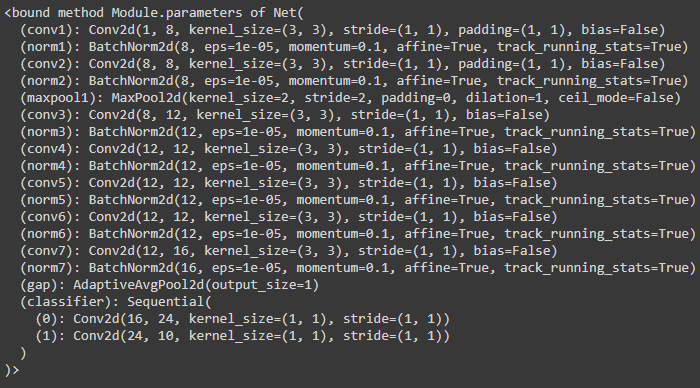 <bound method Module.parameters of Net(
  (conv1): Conv2d(1, 8, kernel_size=(3, 3), stride=(1, 1), padding=(1, 1), bias=False)
  (norm1): BatchNorm2d(8, eps=1e-05, momentum=0.1, affine=True, track_running_stats=True)
  (conv2): Conv2d(8, 8, kernel_size=(3, 3), stride=(1, 1), padding=(1, 1), bias=False)
  (norm2): BatchNorm2d(8, eps=1e-05, momentum=0.1, affine=True, track_running_stats=True)
  (maxpool1): MaxPool2d(kernel_size=2, stride=2, padding=0, dilation=1, ceil_mode=False)
  (conv3): Conv2d(8, 12, kernel_size=(3, 3), stride=(1, 1), bias=False)
  (norm3): BatchNorm2d(12, eps=1e-05, momentum=0.1, affine=True, track_running_stats=True)
  (conv4): Conv2d(12, 12, kernel_size=(3, 3), stride=(1, 1), bias=False)
  (norm4): BatchNorm2d(12, eps=1e-05, momentum=0.1, affine=True, track_running_stats=True)
  (conv5): Conv2d(12, 12, kernel_size=(3, 3), stride=(1, 1), bias=False)
  (norm5): BatchNorm2d(12, eps=1e-05, momentum=0.1, affine=True, track_running_stats=True)
  (conv6): Conv2d(12, 12, kernel_size=(3, 3), stride=(1, 1), bias=False)
  (norm6): BatchNorm2d(12, eps=1e-05, momentum=0.1, affine=True, track_running_stats=True)
  (conv7): Conv2d(12, 16, kernel_size=(3, 3), stride=(1, 1), bias=False)
  (norm7): BatchNorm2d(16, eps=1e-05, momentum=0.1, affine=True, track_running_stats=True)
  (gap): AdaptiveAvgPool2d(output_size=1)
  (classifier): Sequential(
    (0): Conv2d(16, 24, kernel_size=(1, 1), stride=(1, 1))
    (1): Conv2d(24, 10, kernel_size=(1, 1), stride=(1, 1))
  )
)>